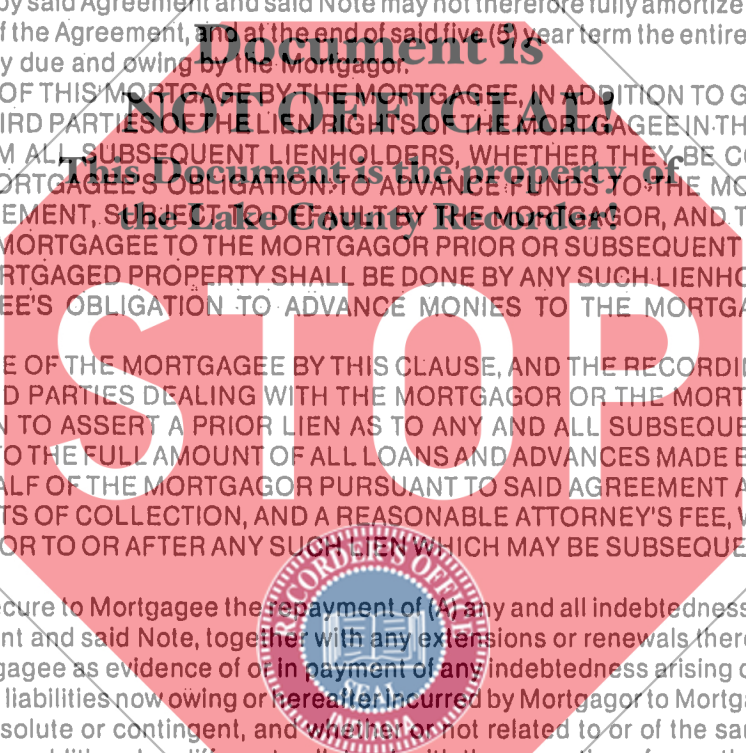 by said Agreement and said Note may not therefore fully amortize
f the Agreement, and at the end of said five (5) year term the entire
y due and owing by the Mortgagor.
Document is
NOT OFFICIAL!
This Document is the property of
the Lake County Recorder!
OF THIS MORTGAGE BY THE MORTGAGEE, IN ADDITION TO G
IRD PARTIES OF THE LIEN RIGHTS OF THE MORTGAGEE IN TH
M ALL SUBSEQUENT LIENHOLDERS, WHETHER THEY BE CO
ORTGAGEE'S OBLIGATION TO ADVANCE FUNDS TO THE MO
EMENT, SUBJECT TO DEFAULT BY THE MORTGAGOR, AND T
MORTGAGEE TO THE MORTGAGOR PRIOR OR SUBSEQUENT
RTGAGED PROPERTY SHALL BE DONE BY ANY SUCH LIENHO
EE'S OBLIGATION TO ADVANCE MONIES TO THE MORTGA
STOP
E OF THE MORTGAGEE BY THIS CLAUSE, AND THE RECORDI
D PARTIES DEALING WITH THE MORTGAGOR OR THE MORT
N TO ASSERT A PRIOR LIEN AS TO ANY AND ALL SUBSEQUE
TO THE FULL AMOUNT OF ALL LOANS AND ADVANCES MADE B
ALF OF THE MORTGAGOR PURSUANT TO SAID AGREEMENT A
TS OF COLLECTION, AND A REASONABLE ATTORNEY'S FEE, W
OR TO OR AFTER ANY SUCH LIEN WHICH MAY BE SUBSEQUE
RECORDER'S OFFICE
SEAL
INDIANA
ecure to Mortgagee the repayment of (A) any and all indebtedness
nt and said Note, together with any extensions or renewals ther
gagee as evidence of or in payment of any indebtedness arising o
liabilities now owing or hereafter incurred by Mortgagor to Mortga
solute or contingent, and whether or not related to or of the sa